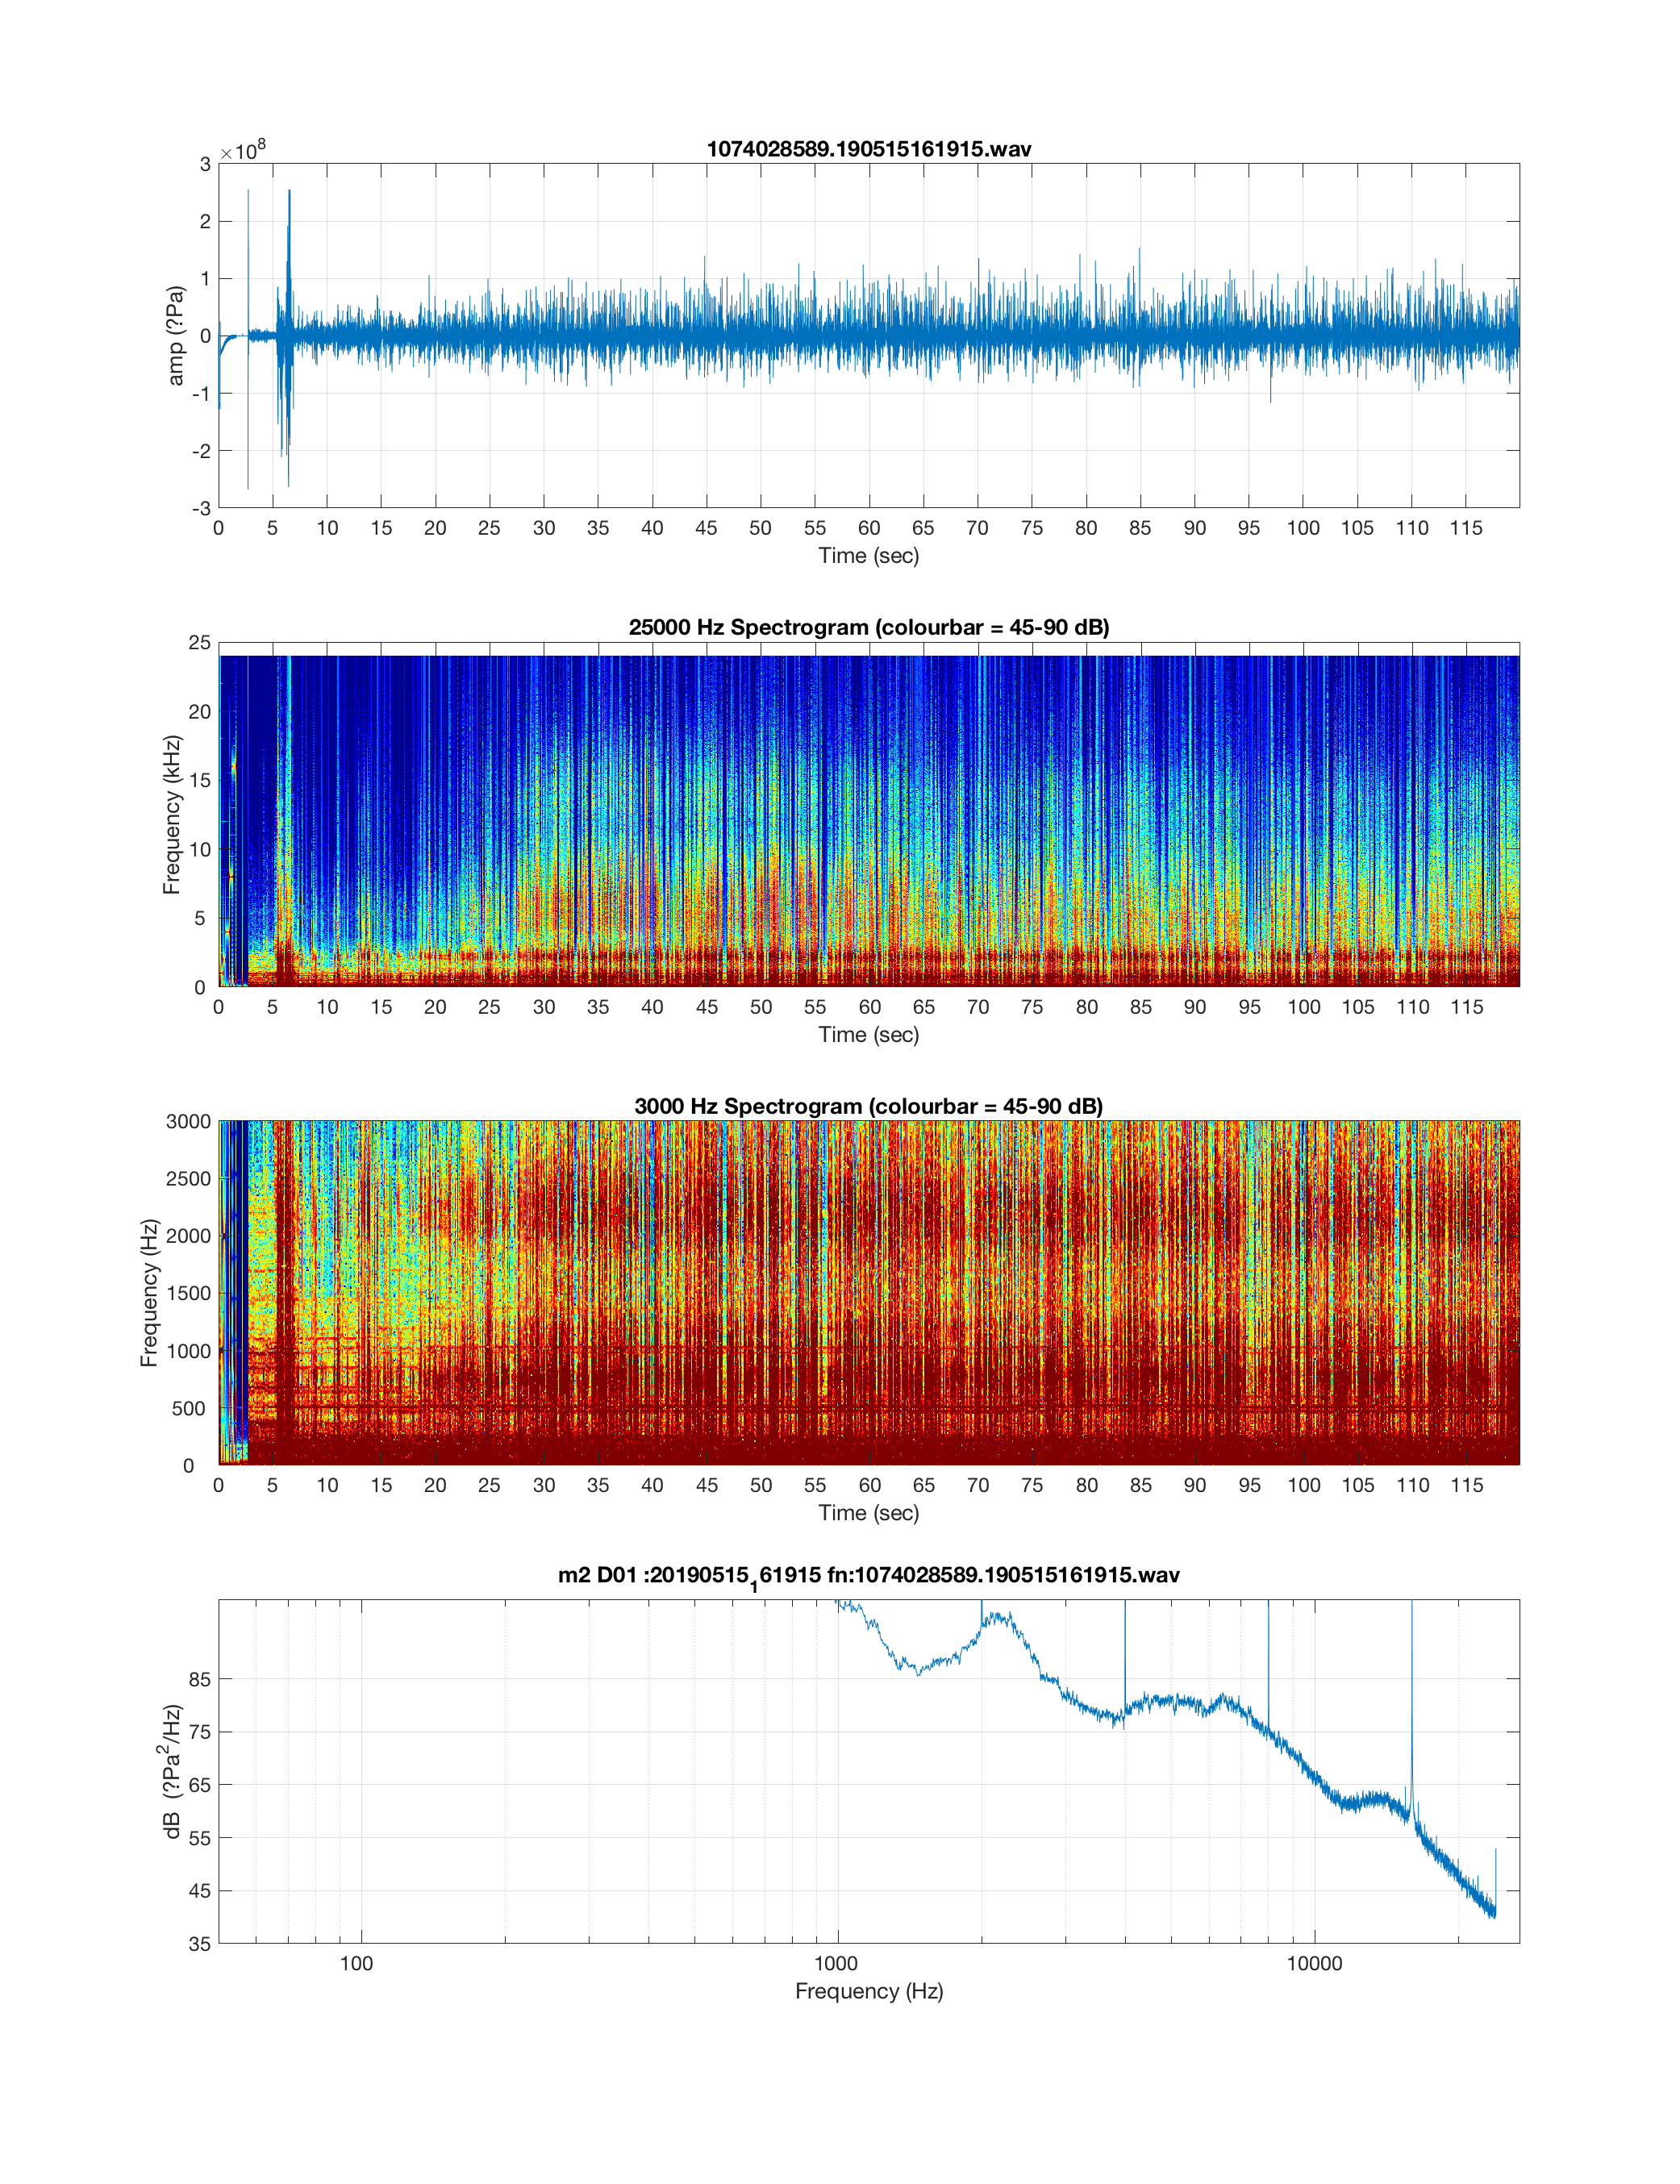 1074028589.190515161915.wav
×10⁸
3
2
1
0
-1
-2
-3
amp (?Pa)
0 5 10 15 20 25 30 35 40 45 50 55 60 65 70 75 80 85 90 95 100 105 110 115
Time (sec)
25000 Hz Spectrogram (colourbar = 45-90 dB)
25
20
15
10
5
0
Frequency (kHz)
0 5 10 15 20 25 30 35 40 45 50 55 60 65 70 75 80 85 90 95 100 105 110 115
Time (sec)
3000 Hz Spectrogram (colourbar = 45-90 dB)
3000
2500
2000
1500
1000
500
0
Frequency (Hz)
0 5 10 15 20 25 30 35 40 45 50 55 60 65 70 75 80 85 90 95 100 105 110 115
Time (sec)
m2 D01 :20190515₁61915 fn:1074028589.190515161915.wav
85
75
65
55
45
35
dB (?Pa²/Hz)
100 1000 10000
Frequency (Hz)